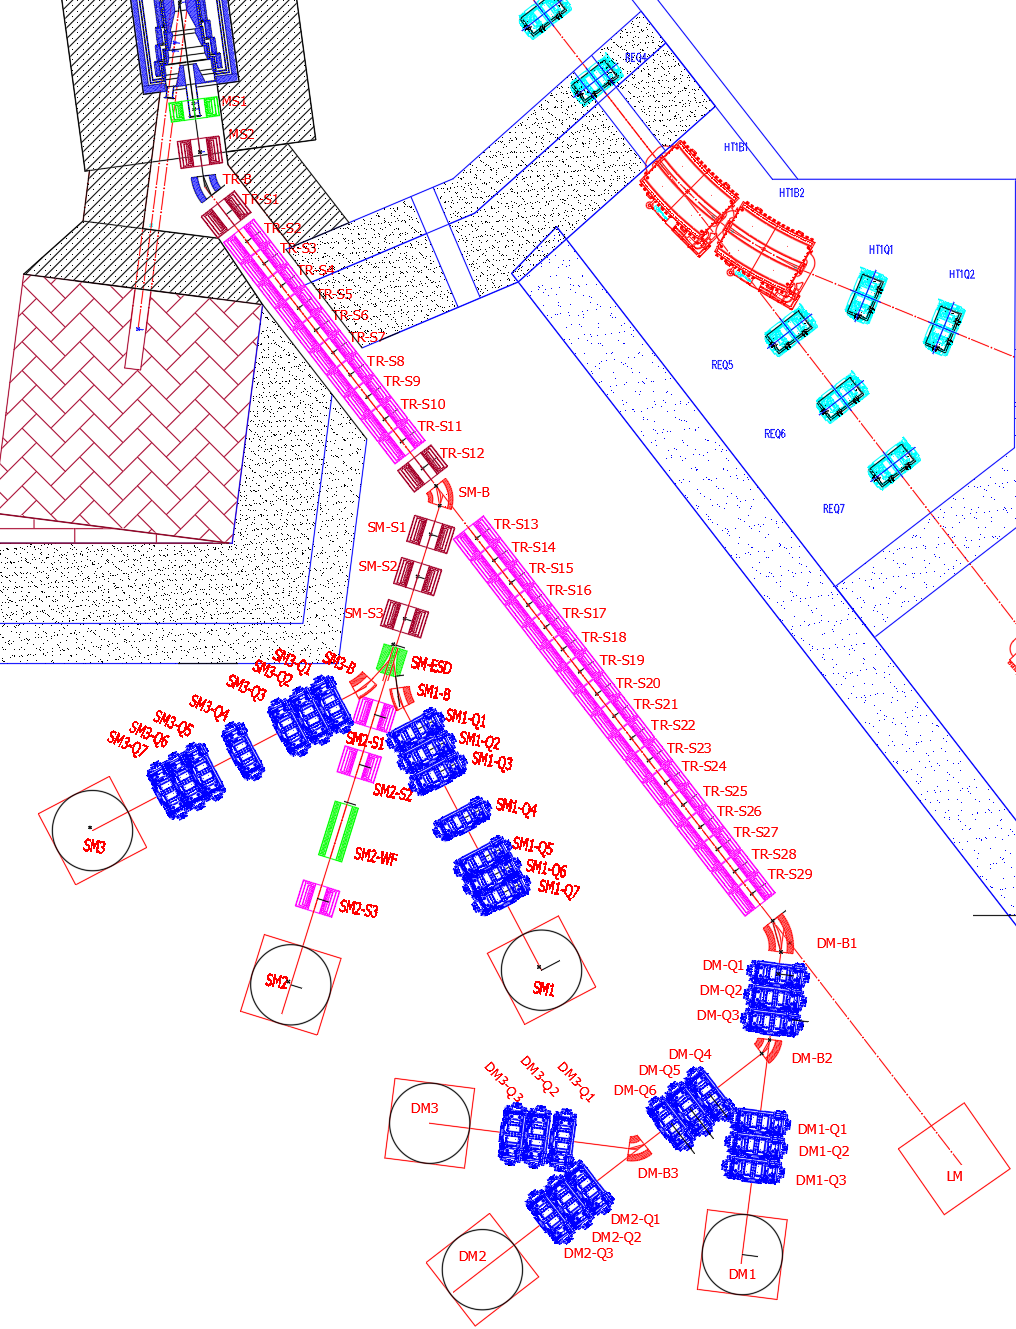 REQ4
MS1
MS2
HT1B1
TR-B
HT1B2
TR-S1
TR-S2
TR-S3
HT1Q1
TR-S4
HT1Q2
TR-S5
TR-S6
TR-S7
TR-S8
REQ5
TR-S9
TR-S10
TR-S11
REQ6
TR-S12
SM-B
REQ7
SM-S1
TR-S13
TR-S14
SM-S2
TR-S15
TR-S16
SM-S3
TR-S17
TR-S18
SM3-Q1
SM3-B
SM-ESD
TR-S19
SM3-Q2
SM3-Q3
TR-S20
SM1-B
TR-S21
SM3-Q4
SM1-Q1
TR-S22
SM3-Q5
SM3-Q6
SM3-Q7
SM2-S1
SM1-Q2
TR-S23
SM1-Q3
TR-S24
SM2-S2
TR-S25
SM1-Q4
TR-S26
TR-S27
SM3
SM1-Q5
SM2-WF
TR-S28
SM1-Q6
TR-S29
SM1-Q7
SM2-S3
DM-B1
DM-Q1
SM2
SM1
DM-Q2
DM-Q3
DM-Q4
DM-B2
DM-Q5
DM-Q6
DM3-Q3
DM3-Q2
DM3-Q1
DM3
DM1-Q1
DM1-Q2
DM-B3
DM1-Q3
LM
DM2-Q1
DM2-Q2
DM2-Q3
DM2
DM1